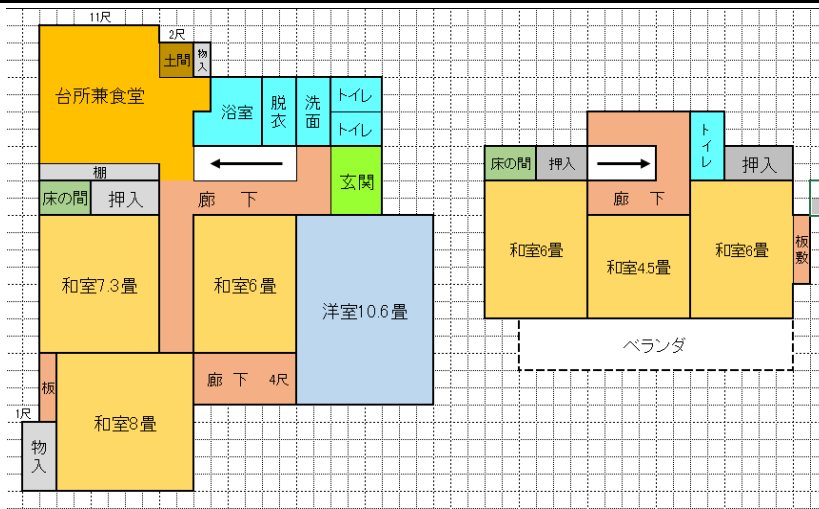 11尺
2尺
土間
物入
台所兼食堂
浴室
脱衣
洗面
トイレ
トイレ
棚
玄関
床の間
押入
廊 下
和室7.3畳
和室6畳
洋室10.6畳
板
廊 下 4尺
1尺
和室8畳
物入
トイレ
床の間
押入
押入
廊 下
和室6畳
和室4.5畳
和室6畳
板敷
ベランダ